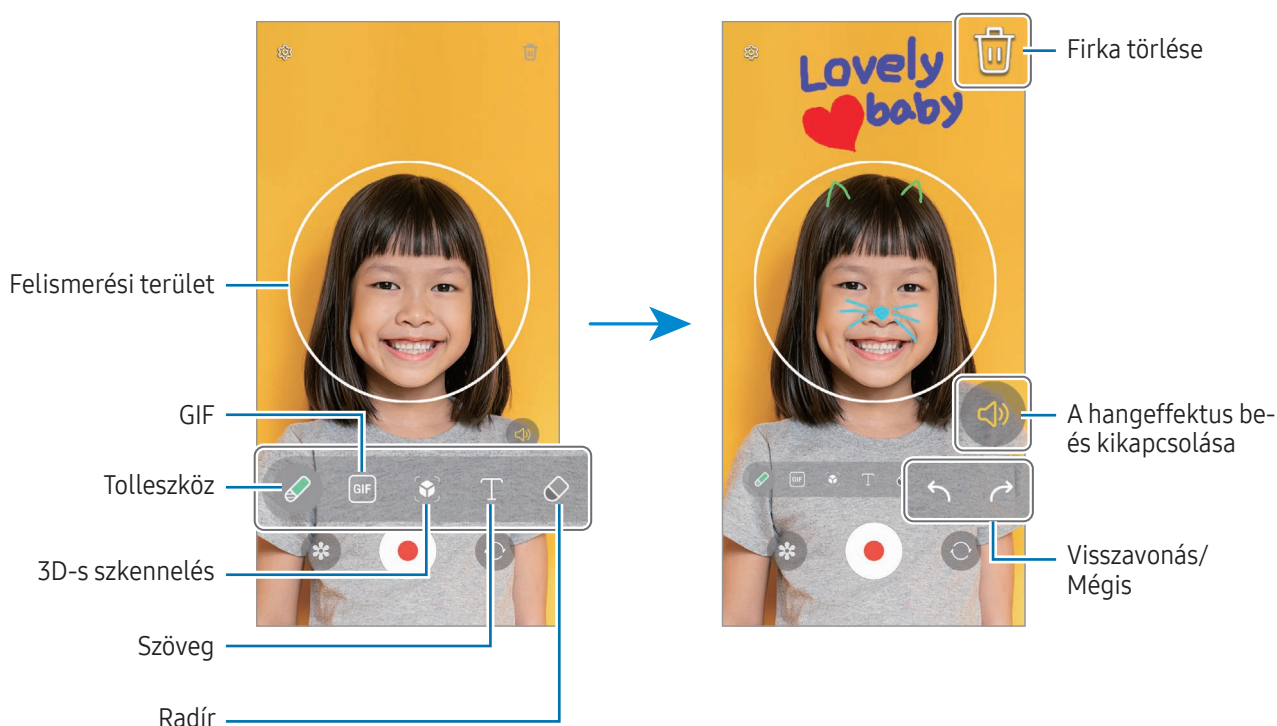 Lovely
baby
Firka törlése
Felismerési terület
GIF
A hangeffektus be-
és kikapcsolása
Tolleszköz
GIF
T
GIF
T
3D-s szkennelés
Visszavonás/
Mégis
Szöveg
Radír